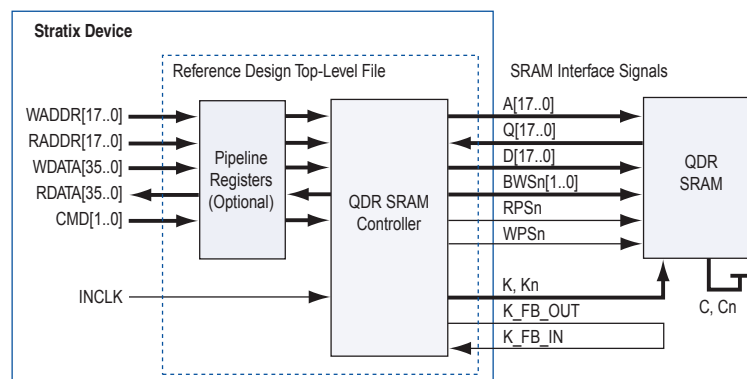 Stratix Device
Reference Design Top-Level File
SRAM Interface Signals
WADDR[17..0]
RADDR[17..0]
WDATA[35..0]
RDATA[35..0]
CMD[1..0]
INCLK
Pipeline
Registers
(Optional)
QDR SRAM
Controller
A[17..0]
Q[17..0]
D[17..0]
BWSn[1..0]
RPSn
WPSn
K, Kn
K_FB_OUT
K_FB_IN
QDR
SRAM
C, Cn